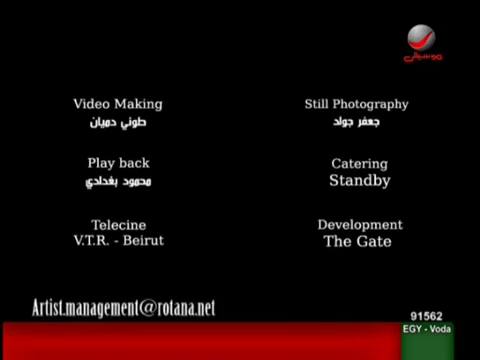 موسيقى
Video Making
طوني دميان
Still Photography
جعفر جواد
Play back
محمود بغدادي
Catering
Standby
Telecine
V.T.R. - Beirut
Development
The Gate
Artist.management@rotana.net
91562
EGY - Voda